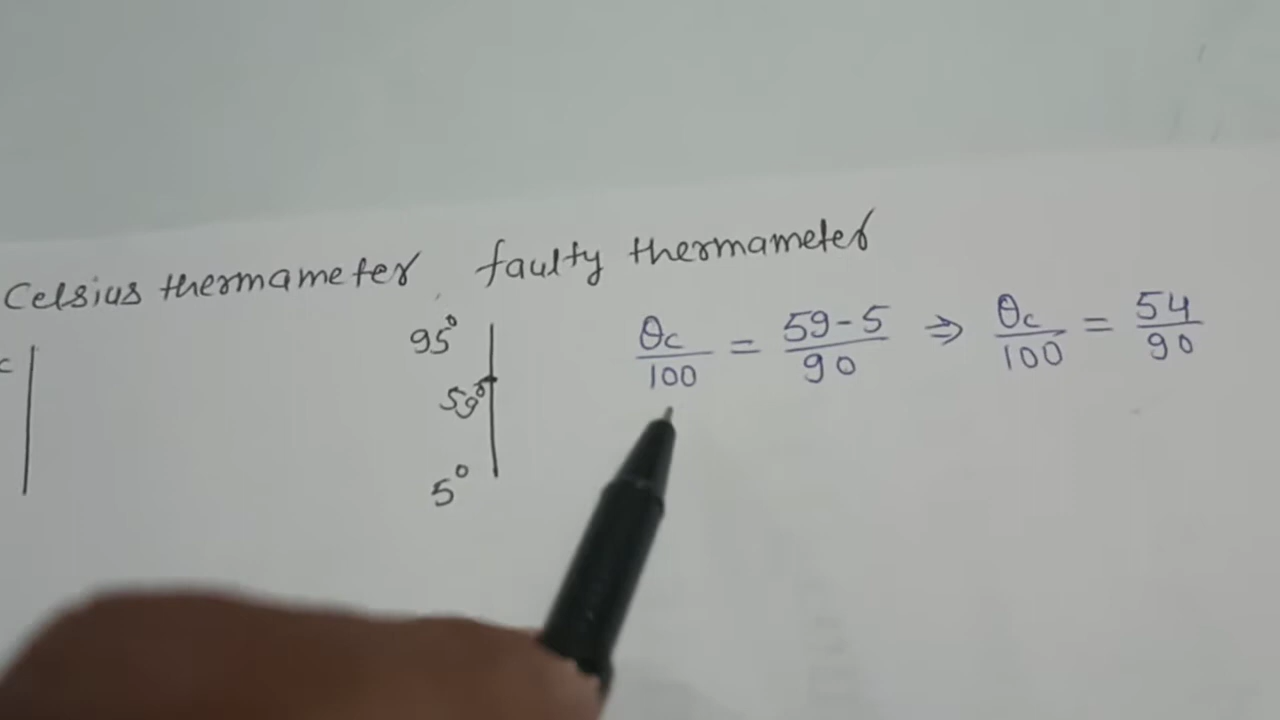 Celsius thermameter faulty thermameter
c
95°
59°
5°
θc/100 = 59-5/90 ⇒ θc/100 = 54/90